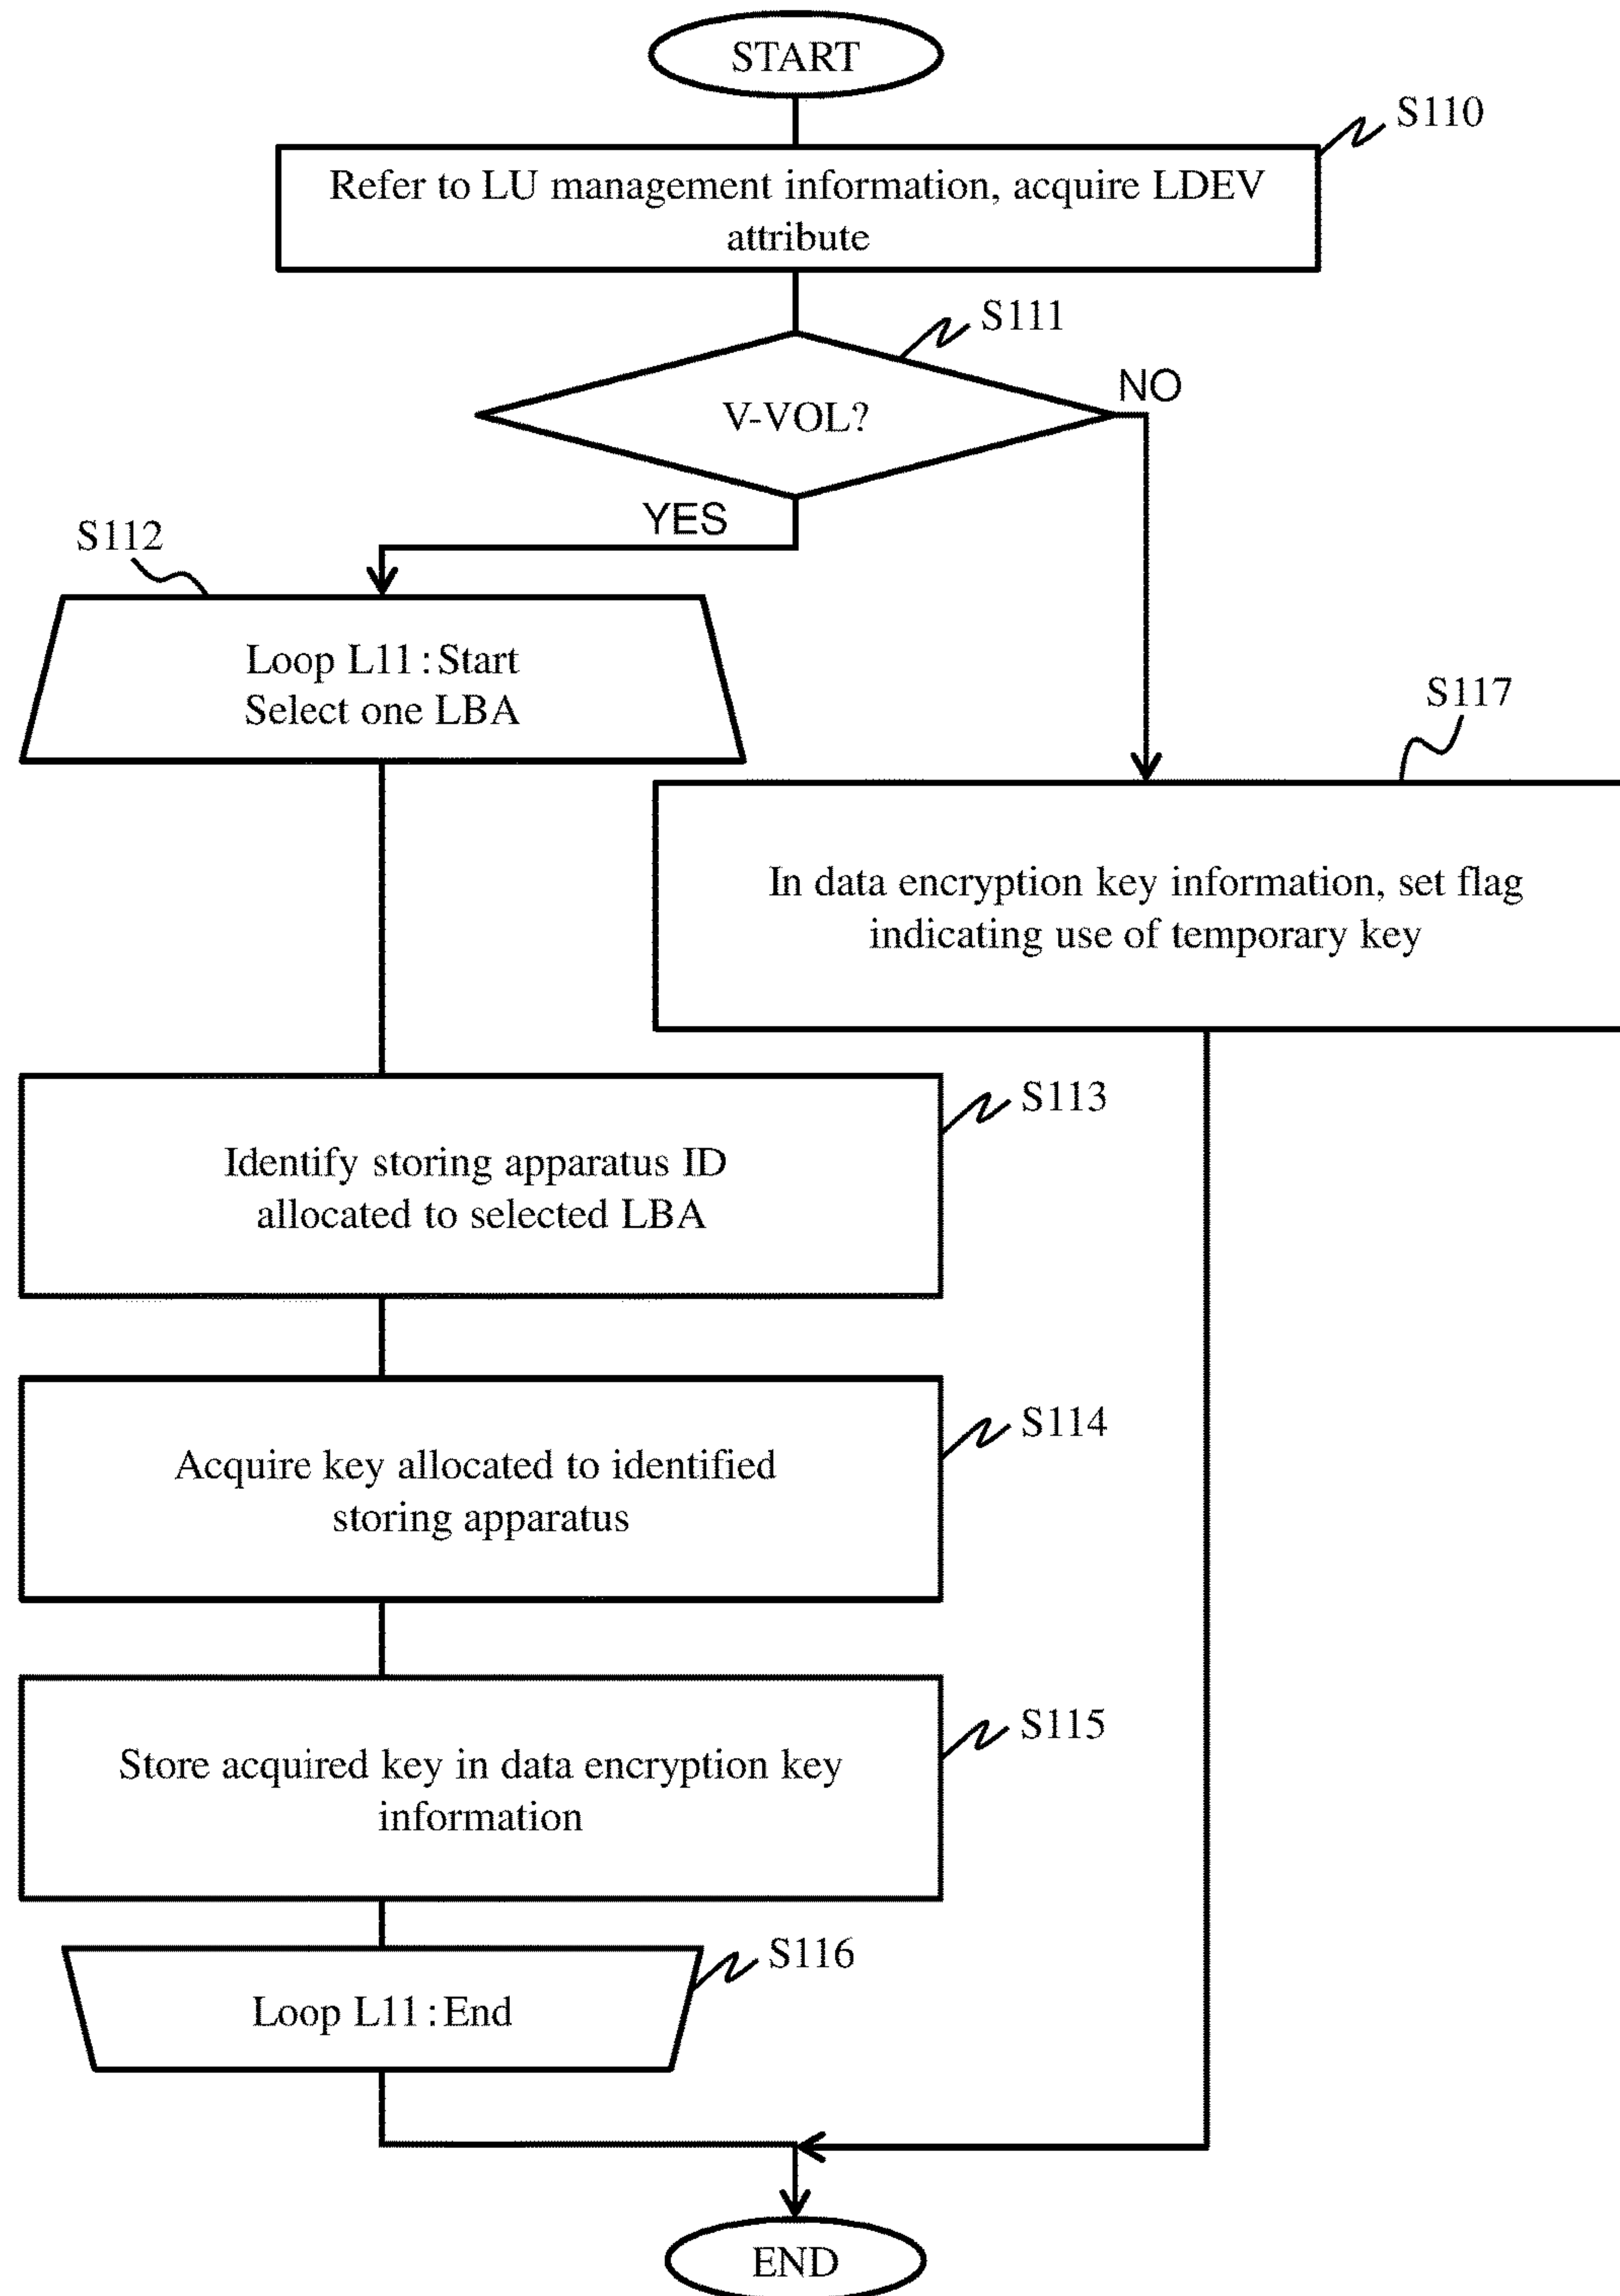 START
S110
Refer to LU management information, acquire LDEV
attribute
S111
V-VOL?
NO
YES
S112
Loop L11:Start
Select one LBA
S117
In data encryption key information, set flag
indicating use of temporary key
S113
Identify storing apparatus ID
allocated to selected LBA
S114
Acquire key allocated to identified
storing apparatus
S115
Store acquired key in data encryption key
information
S116
Loop L11:End
END